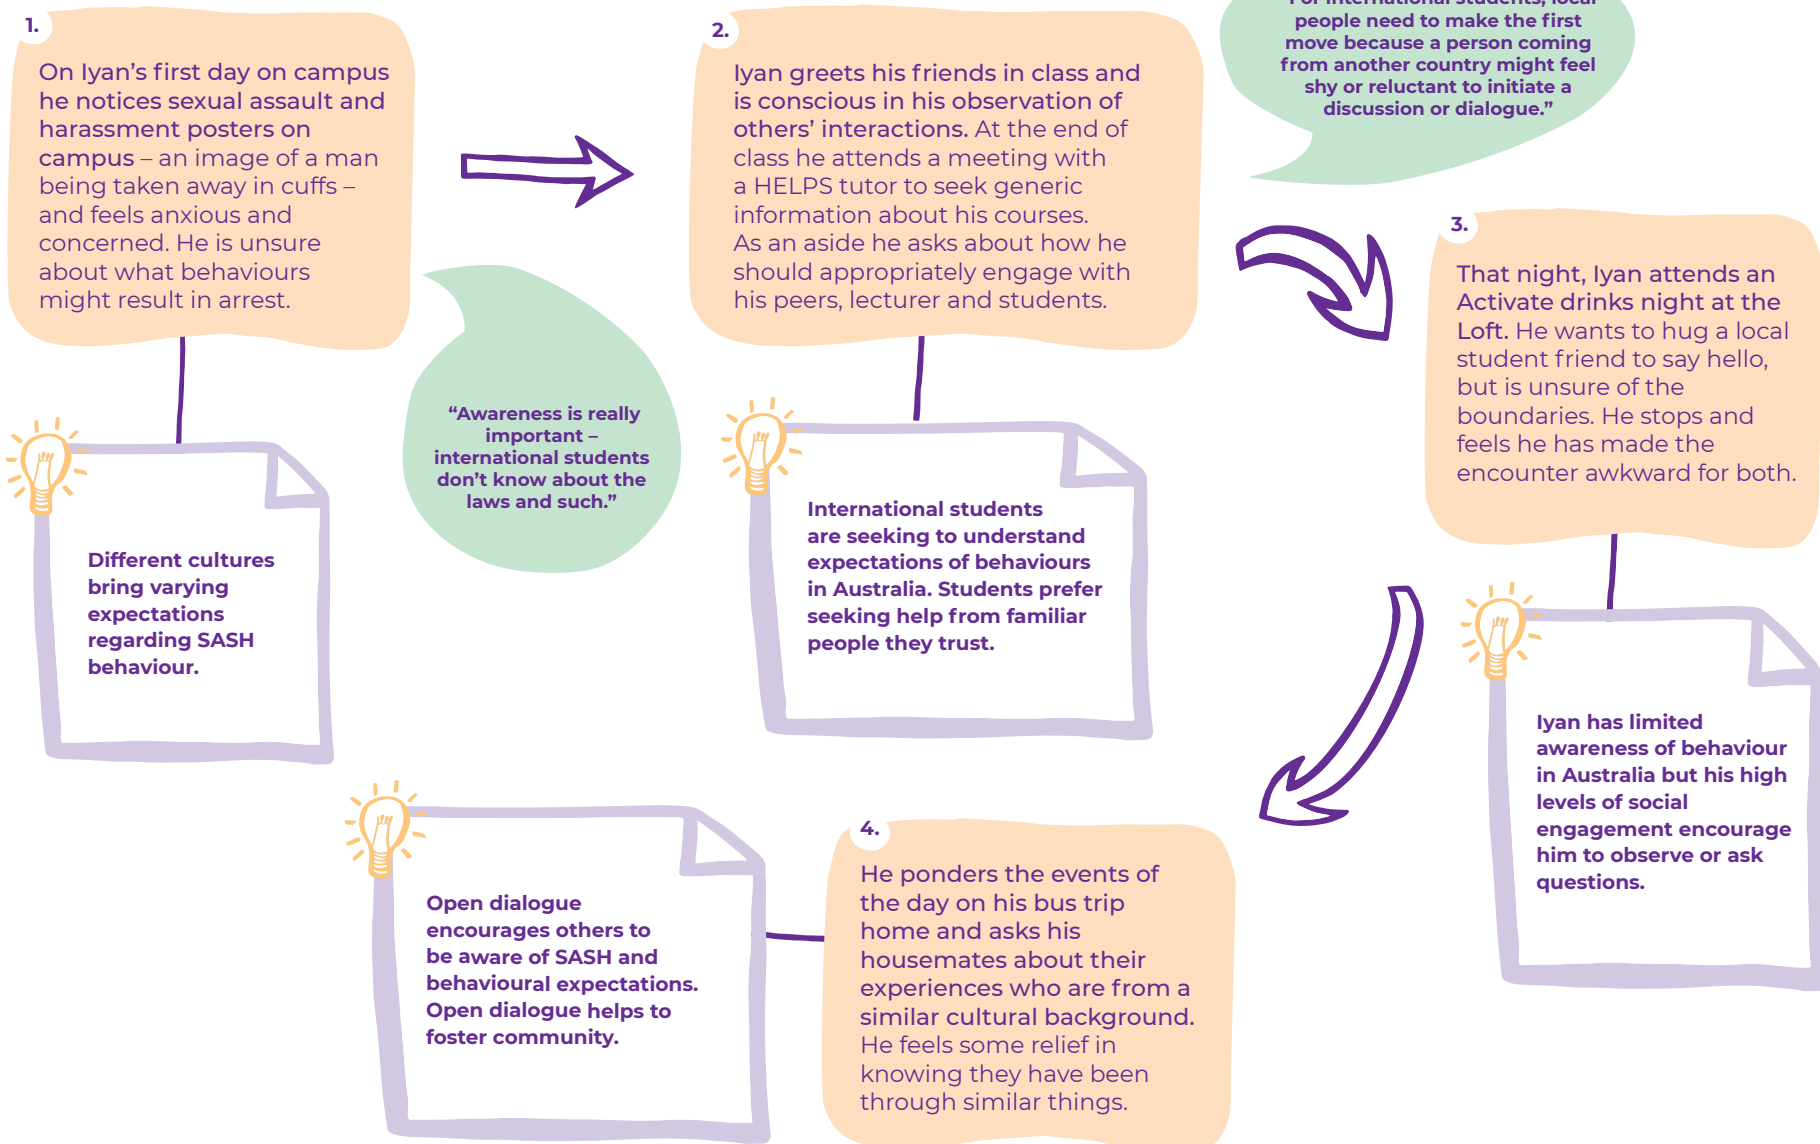 1.
On Iyan’s first day on campus
he notices sexual assault and
harassment posters on
campus – an image of a man
being taken away in cuffs –
and feels anxious and
concerned. He is unsure
about what behaviours
might result in arrest.
Different cultures
bring varying
expectations
regarding SASH
behaviour.
“Awareness is really
important –
international students
don’t know about the
laws and such.”
2.
Iyan greets his friends in class and
is conscious in his observation of
others’ interactions. At the end of
class he attends a meeting with
a HELPS tutor to seek generic
information about his courses.
As an aside he asks about how he
should appropriately engage with
his peers, lecturer and students.
International students
are seeking to understand
expectations of behaviours
in Australia. Students prefer
seeking help from familiar
people they trust.
For international students, local
people need to make the first
move because a person coming
from another country might feel
shy or reluctant to initiate a
discussion or dialogue.”
3.
That night, Iyan attends an
Activate drinks night at the
Loft. He wants to hug a local
student friend to say hello,
but is unsure of the
boundaries. He stops and
feels he has made the
encounter awkward for both.
Iyan has limited
awareness of behaviour
in Australia but his high
levels of social
engagement encourage
him to observe or ask
questions.
4.
He ponders the events of
the day on his bus trip
home and asks his
housemates about their
experiences who are from a
similar cultural background.
He feels some relief in
knowing they have been
through similar things.
Open dialogue
encourages others to
be aware of SASH and
behavioural expectations.
Open dialogue helps to
foster community.